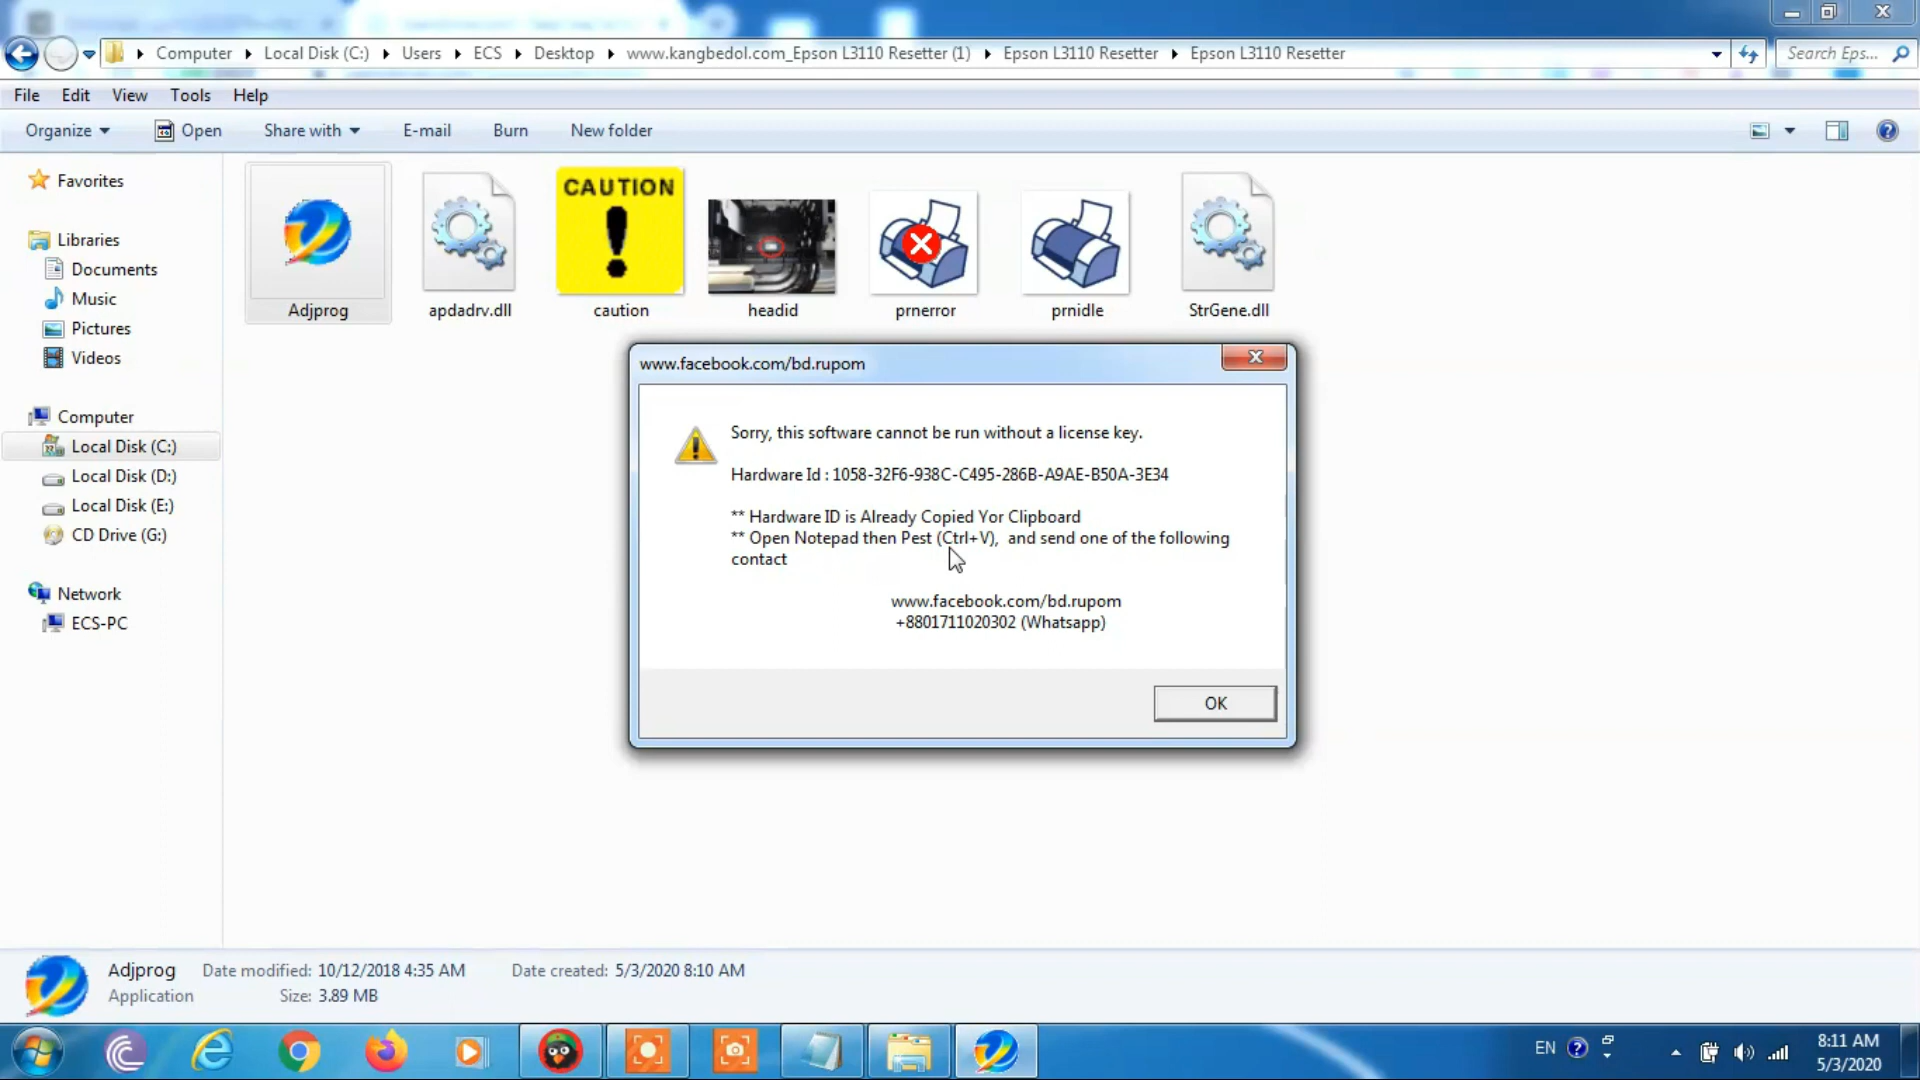 Computer Local Disk (C:) Users ECS Desktop www.kangbedol.com_Epson L3110 Resetter (1) Epson L3110 Resetter Epson L3110 Resetter
Search Eps...
File Edit View Tools Help
Organize Open Share with E-mail Burn New folder
Favorites
Libraries
Documents
Music
Pictures
Videos
Computer
Local Disk (C:)
Local Disk (D:)
Local Disk (E:)
CD Drive (G:)
Network
ECS-PC
CAUTION
!
Adjprog apdadrv.dll caution headid prnerror prnidle StrGene.dll
www.facebook.com/bd.rupom
Sorry, this software cannot be run without a license key.
Hardware Id : 1058-32F6-938C-C495-286B-A9AE-B50A-3E34
** Hardware ID is Already Copied Yor Clipboard
** Open Notepad then Pest (Ctrl+V), and send one of the following
contact
www.facebook.com/bd.rupom
+8801711020302 (Whatsapp)
OK
Adjprog Date modified: 10/12/2018 4:35 AM Date created: 5/3/2020 8:10 AM
Application Size: 3.89 MB
EN
8:11 AM
5/3/2020